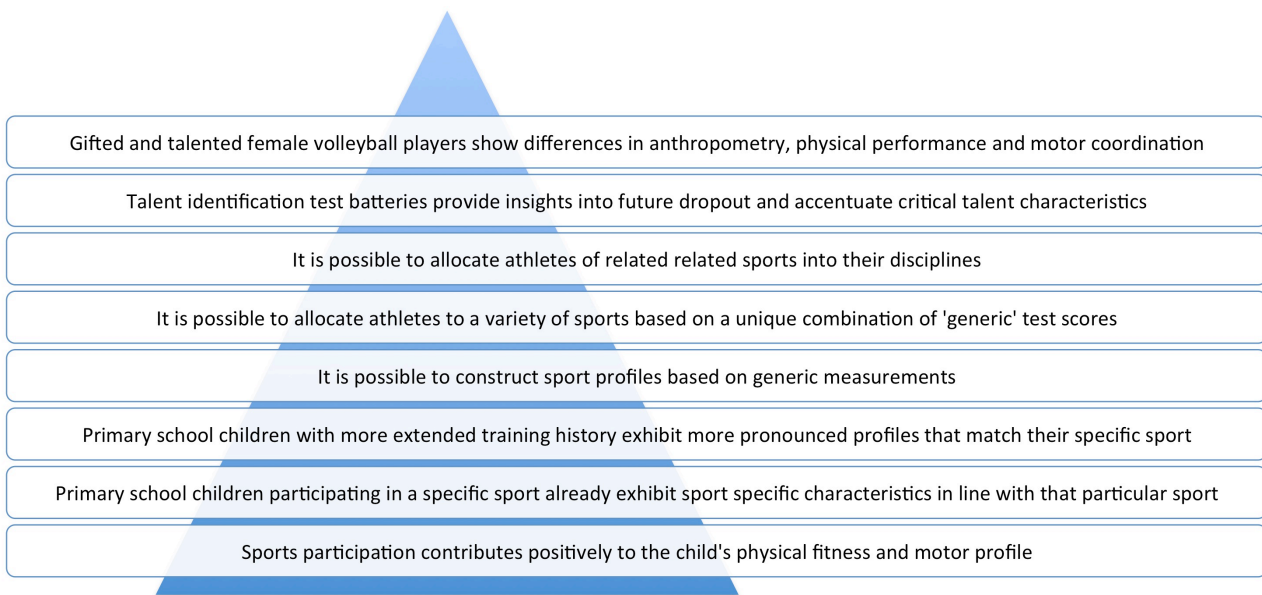 Gifted and talented female volleyball players show differences in anthropometry, physical performance and motor coordination
Talent identification test batteries provide insights into future dropout and accentuate critical talent characteristics
It is possible to allocate athletes of related related sports into their disciplines
It is possible to allocate athletes to a variety of sports based on a unique combination of 'generic' test scores
It is possible to construct sport profiles based on generic measurements
Primary school children with more extended training history exhibit more pronounced profiles that match their specific sport
Primary school children participating in a specific sport already exhibit sport specific characteristics in line with that particular sport
Sports participation contributes positively to the child's physical fitness and motor profile